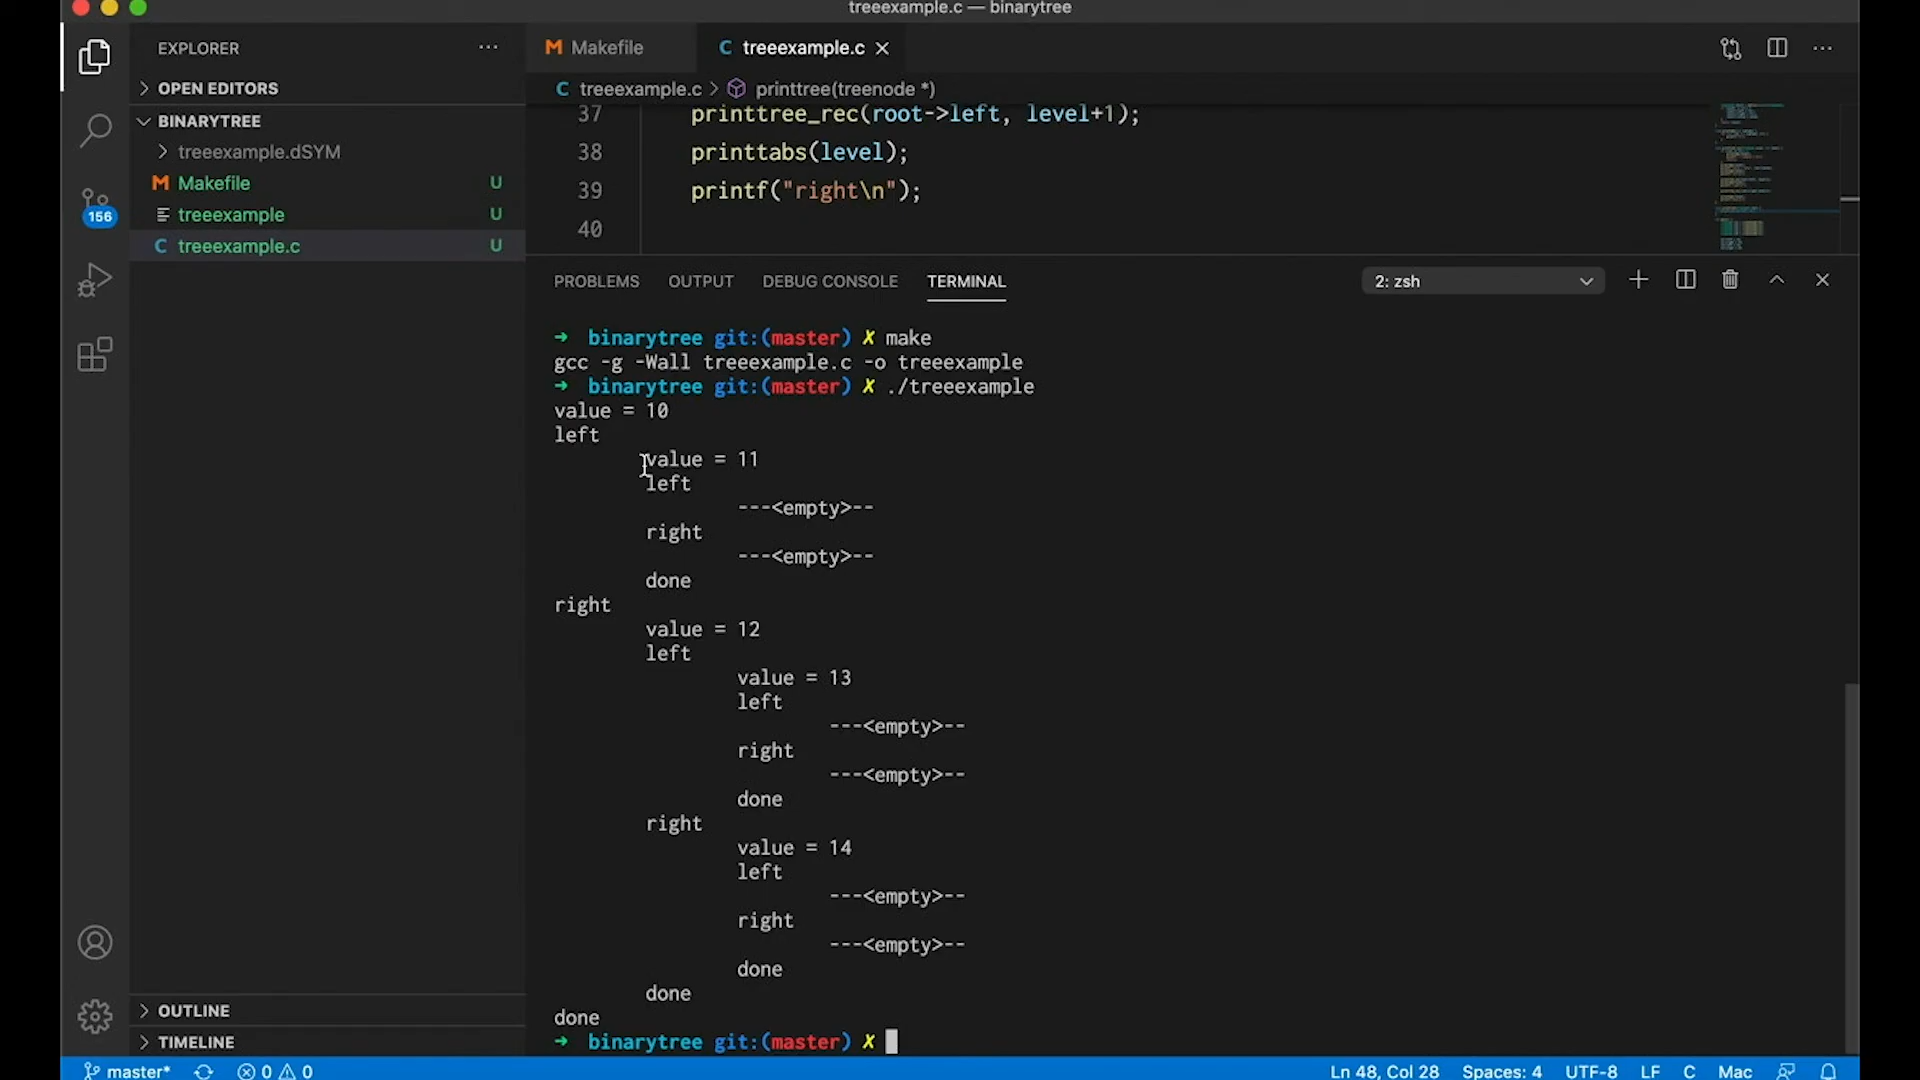 treeexample.c — binarytree
EXPLORER
Makefile
treeexample.c
OPEN EDITORS
treeexample.c > printtree(treenode *)
BINARYTREE
treeexample.dSYM
Makefile U
treeexample U
treeexample.c U
156
37 printtree_rec(root->left, level+1);
38 printtabs(level);
39 printf("right\n");
40
PROBLEMS OUTPUT DEBUG CONSOLE TERMINAL 2: zsh
→ binarytree git:(master) ✗ make
gcc -g -Wall treeexample.c -o treeexample
→ binarytree git:(master) ✗ ./treeexample
value = 10
left
value = 11
left
---<empty>--
right
---<empty>--
done
right
value = 12
left
value = 13
left
---<empty>--
right
---<empty>--
done
right
value = 14
left
---<empty>--
right
---<empty>--
done
done
done
→ binarytree git:(master) ✗
OUTLINE
TIMELINE
master* 0 0 Ln 48, Col 28 Spaces: 4 UTF-8 LF C Mac